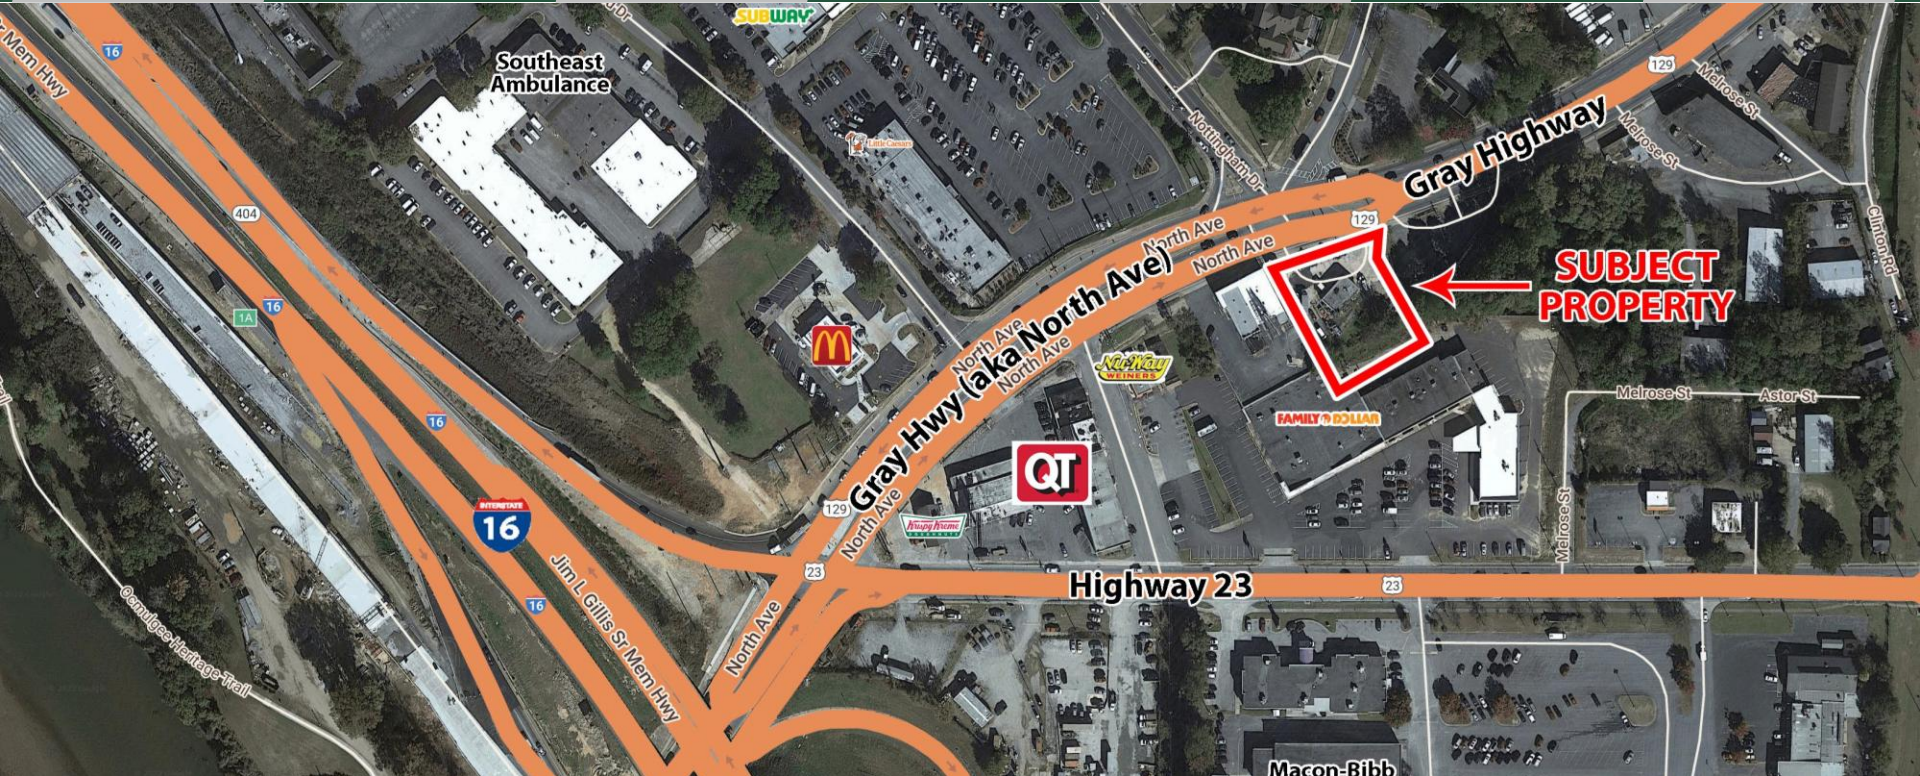 SUBWAY
16
r Mem Hwy
Southeast
Ambulance
129
Melrose St
Melrose St
Gray Highway
Little Caesars
Nottingham Dr
404
129
Clinton Rd
North Ave
North Ave
SUBJECT
PROPERTY
16
1A
North Ave
North Ave
Gray Hwy (aka North Ave)
NuWay
WEINERS
Melrose St
Astor St
FAMILY DOLLAR
16
QT
INTERSTATE
16
129
North Ave
Krispy Kreme
DOUGHNUTS
Melrose St
23
Highway 23
23
Jim L Gillis Sr Mem Hwy
16
North Ave
Ocmulgee Heritage Trail
Macon-Bibb